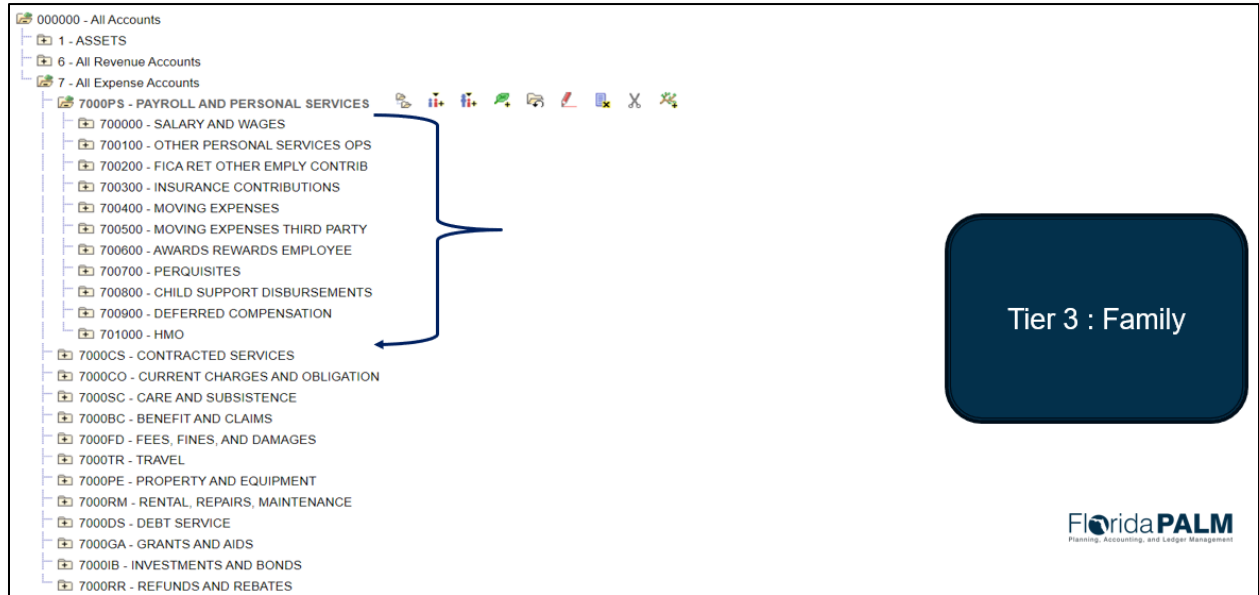 000000 - All Accounts
1 - ASSETS
6 - All Revenue Accounts
7 - All Expense Accounts
7000PS - PAYROLL AND PERSONAL SERVICES
700000 - SALARY AND WAGES
700100 - OTHER PERSONAL SERVICES OPS
700200 - FICA RET OTHER EMPLY CONTRIB
700300 - INSURANCE CONTRIBUTIONS
700400 - MOVING EXPENSES
700500 - MOVING EXPENSES THIRD PARTY
700600 - AWARDS REWARDS EMPLOYEE
700700 - PERQUISITES
700800 - CHILD SUPPORT DISBURSEMENTS
700900 - DEFERRED COMPENSATION
701000 - HMO
7000CS - CONTRACTED SERVICES
7000CO - CURRENT CHARGES AND OBLIGATION
7000SC - CARE AND SUBSISTENCE
7000BC - BENEFIT AND CLAIMS
7000FD - FEES, FINES, AND DAMAGES
7000TR - TRAVEL
7000PE - PROPERTY AND EQUIPMENT
7000RM - RENTAL, REPAIRS, MAINTENANCE
7000DS - DEBT SERVICE
7000GA - GRANTS AND AIDS
7000IB - INVESTMENTS AND BONDS
7000RR - REFUNDS AND REBATES
Tier 3 : Family
Florida PALM
Planning, Accounting, and Ledger Management